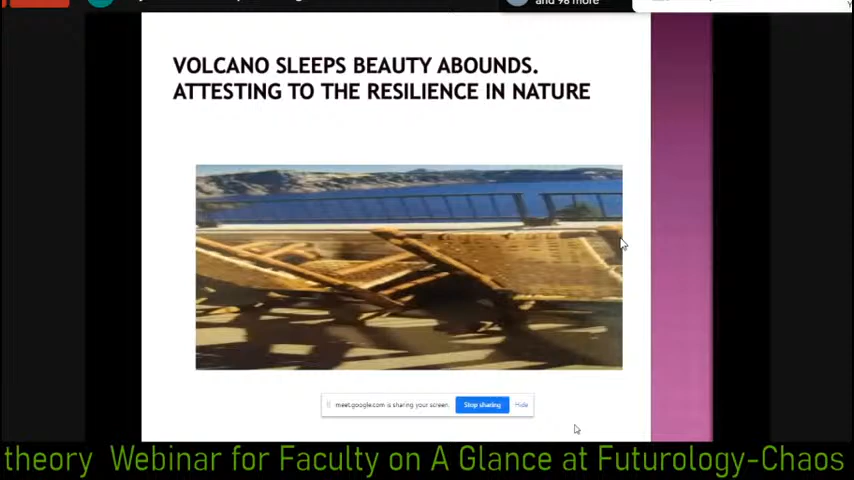 and 98 more
VOLCANO SLEEPS BEAUTY ABOUNDS.
ATTESTING TO THE RESILIENCE IN NATURE
meet.google.com is sharing your screen.
Stop sharing
Hide
theory Webinar for Faculty on A Glance at Futurology-Chaos